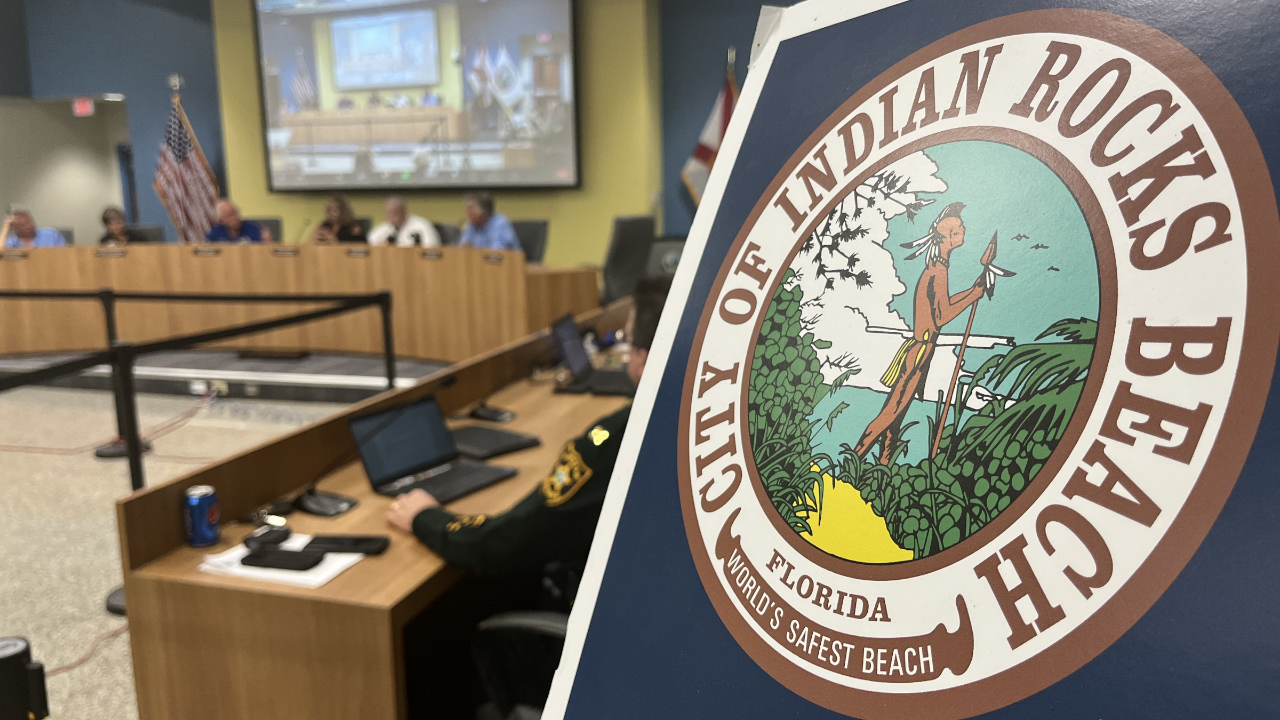 CITY OF INDIAN ROCKS BEACH
FLORIDA
WORLD'S SAFEST BEACH